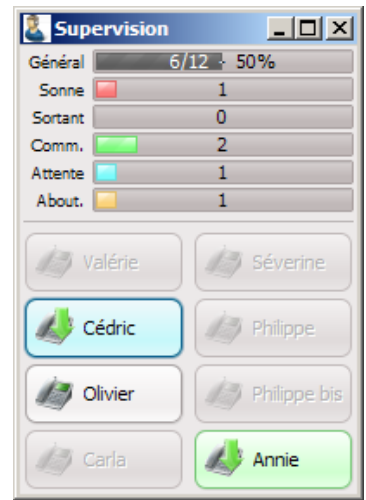 Supervision
Général 6/12 - 50%
Sonne 1
Sortant 0
Comm. 2
Attente 1
About. 1
Valérie Séverine
Cédric Philippe
Olivier Philippe bis
Carla Annie